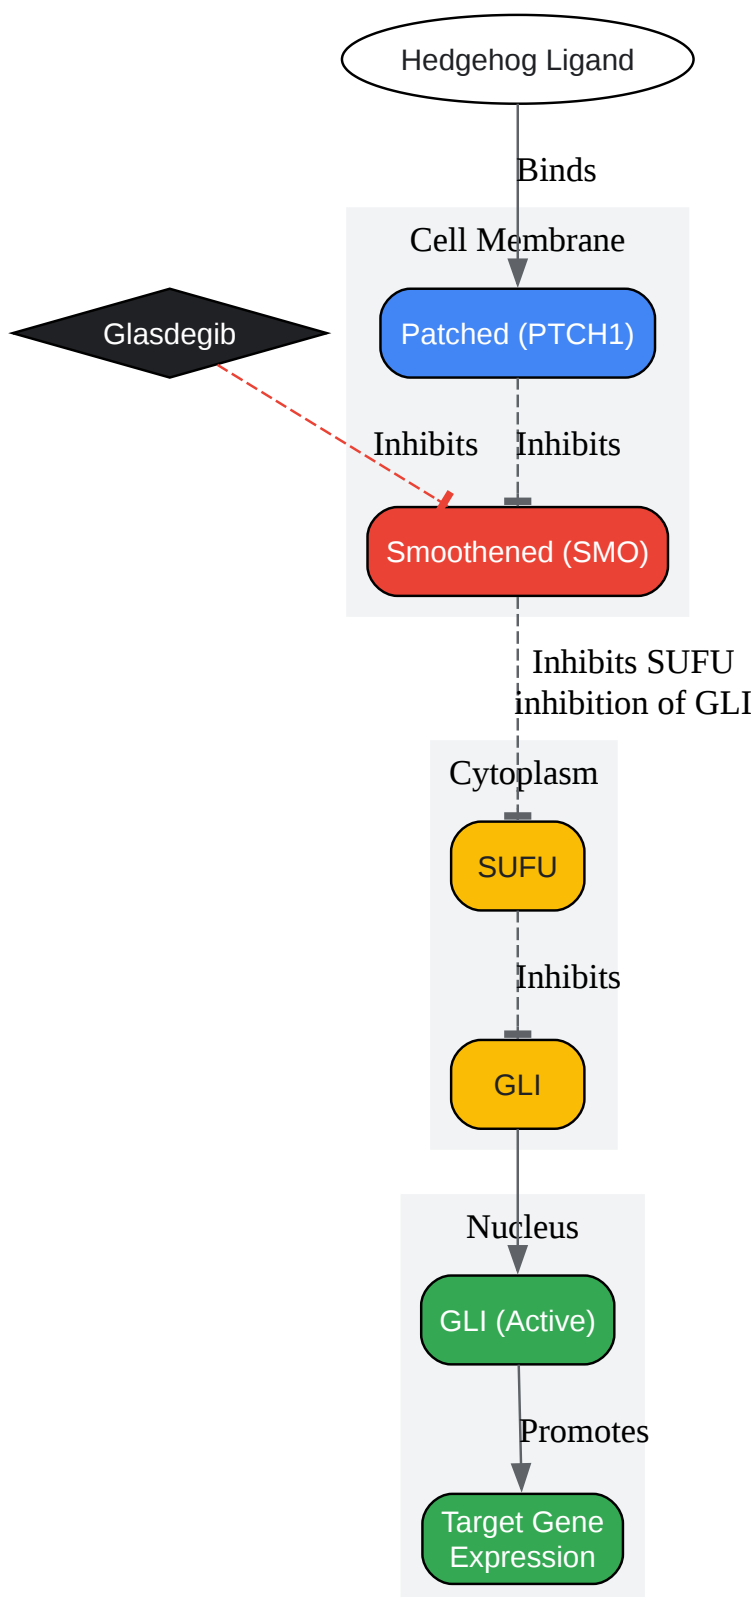 Hedgehog Ligand
Binds
Cell Membrane
Glasdegib
Patched (PTCH1)
Inhibits
Inhibits
Smoothened (SMO)
Inhibits SUFU
inhibition of GLI
Cytoplasm
SUFU
Inhibits
GLI
Nucleus
GLI (Active)
Promotes
Target Gene
Expression